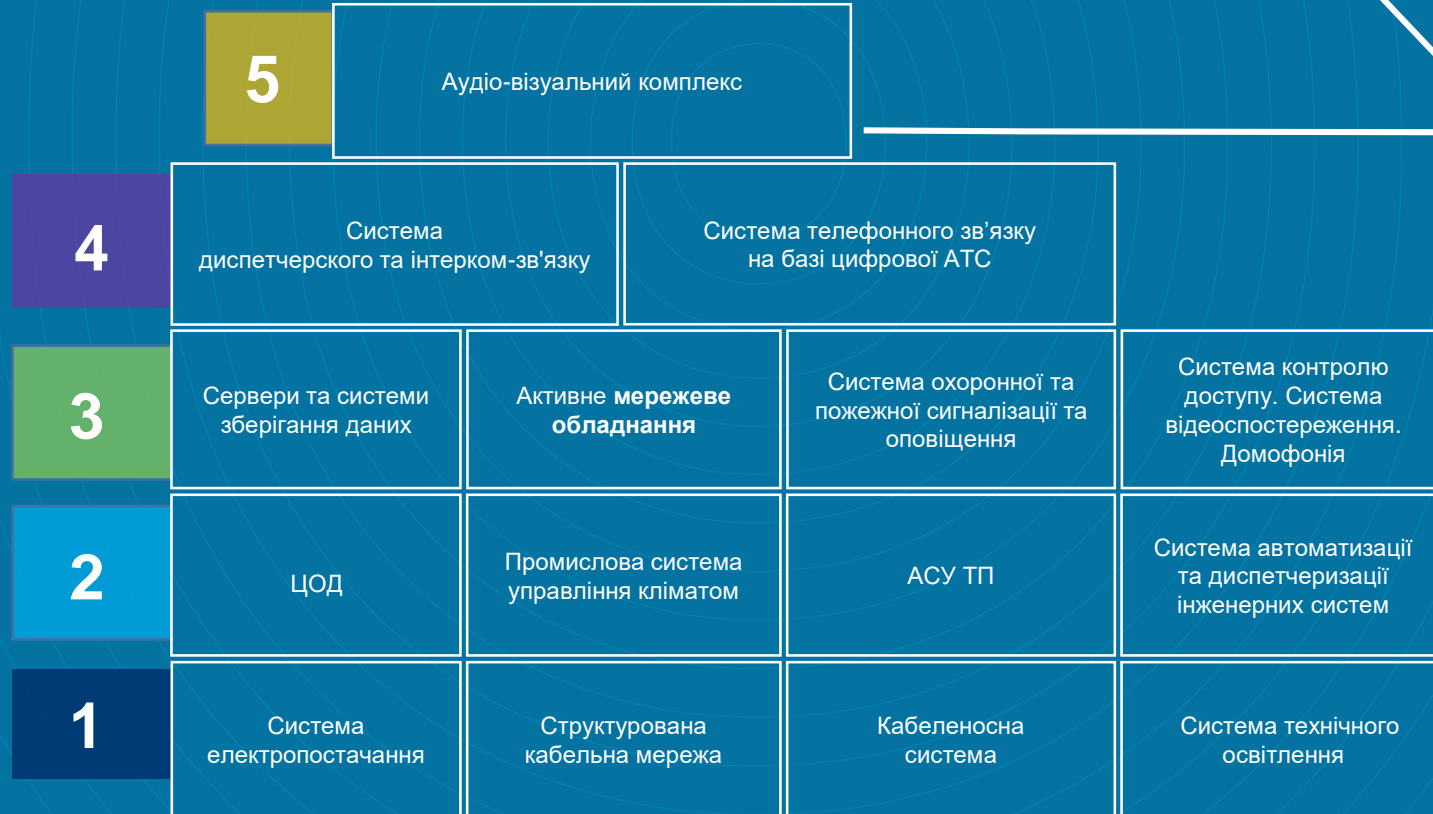 5
Аудіо-візуальний комплекс
4
Система
диспетчерского та інтерком-зв'язку
Система телефонного зв’язку
на базі цифрової АТС
3
Сервери та системи
зберігання даних
Активне мережеве
обладнання
Система охоронної та
пожежної сигналізації та
оповіщення
Система контролю
доступу. Система
відеоспостереження.
Домофонія
2
ЦОД
Промислова система
управління кліматом
АСУ ТП
Система автоматизації
та диспетчеризації
інженерних систем
1
Система
електропостачання
Структурована
кабельна мережа
Кабеленосна
система
Система технічного
освітлення